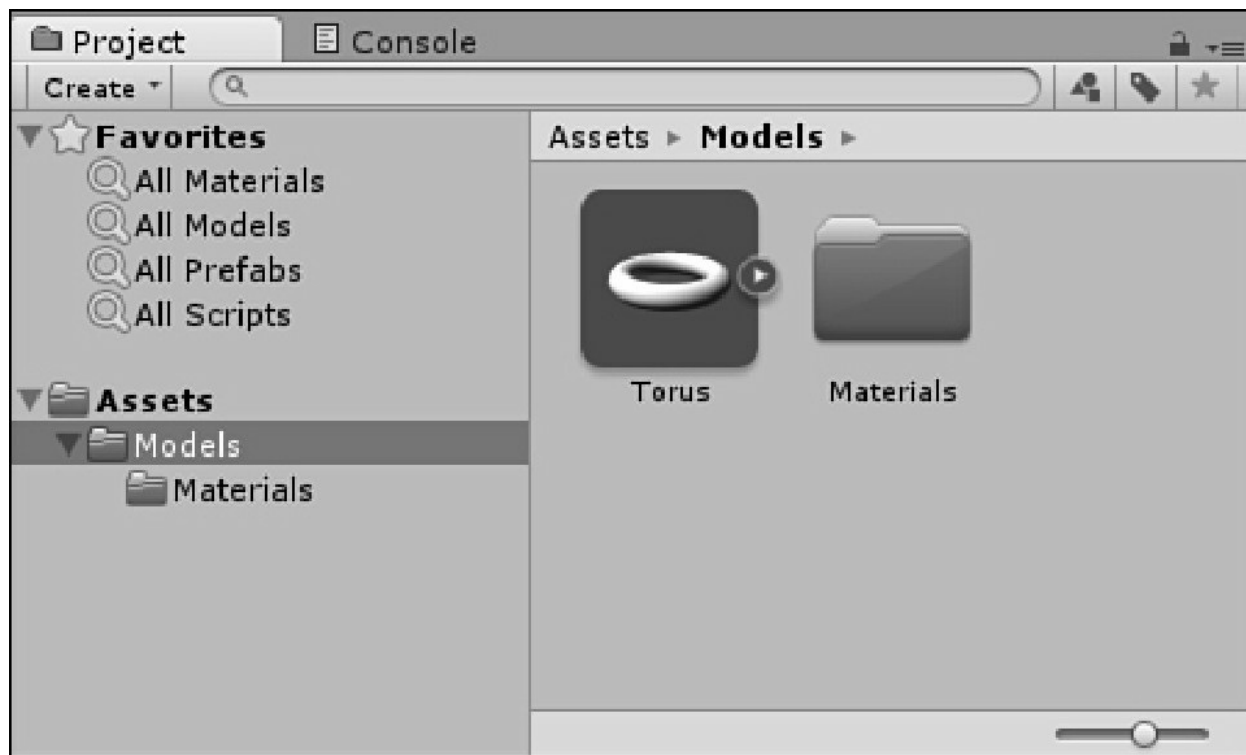 Project
Console
Create
Favorites
All Materials
All Models
All Prefabs
All Scripts
Assets
Models
Materials
Assets Models
Torus
Materials